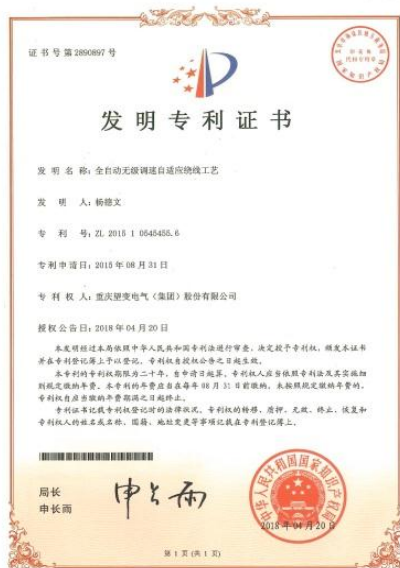 证书号第2890897号
发明专利证书
发明名称：全自动无级调速自适应绕线工艺
发明人：杨德文
专利号：ZL 2015 1 0545455.6
专利申请日：2015年08月31日
专利权人：重庆望变电气（集团）股份有限公司
授权公告日：2018年04月20日
本发明经过本局依照中华人民共和国专利法进行审查，决定授予专利权，颁发本证书
并在专利登记簿上予以登记。专利权自授权公告之日起生效。
本专利的专利权期限为二十年，自申请日起算。专利权人应当依照专利法及其实施细
则规定缴纳年费。本专利的年费应当在每年08月31日前缴纳。未按照规定缴纳年费的，
专利权自应当缴纳年费期满之日起终止。
专利证书记载专利权登记时的法律状况。专利权的转移、质押、无效、终止、恢复和
专利权人的姓名或名称、国籍、地址变更等事项记载在专利登记簿上。
局长
申长雨
中华人民共和国国家知识产权局
2018年04月20日
第1页（共1页）